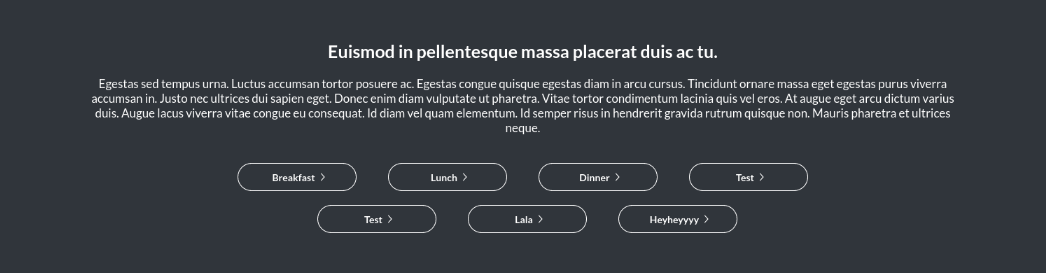 Euismod in pellentesque massa placerat duis ac tu.
Egestas sed tempus urna. Luctus accumsan tortor posuere ac. Egestas congue quisque egestas diam in arcu cursus. Tincidunt ornare massa eget egestas purus viverra
accumsan in. Justo nec ultrices dui sapien eget. Donec enim diam vulputate ut pharetra. Vitae tortor condimentum lacinia quis vel eros. At augue eget arcu dictum varius
duis. Augue lacus viverra vitae congue eu consequat. Id diam vel quam elementum. Id semper risus in hendrerit gravida rutrum quisque non. Mauris pharetra et ultrices
neque.
Breakfast Lunch Dinner Test
Test Lala Heyheyyyy